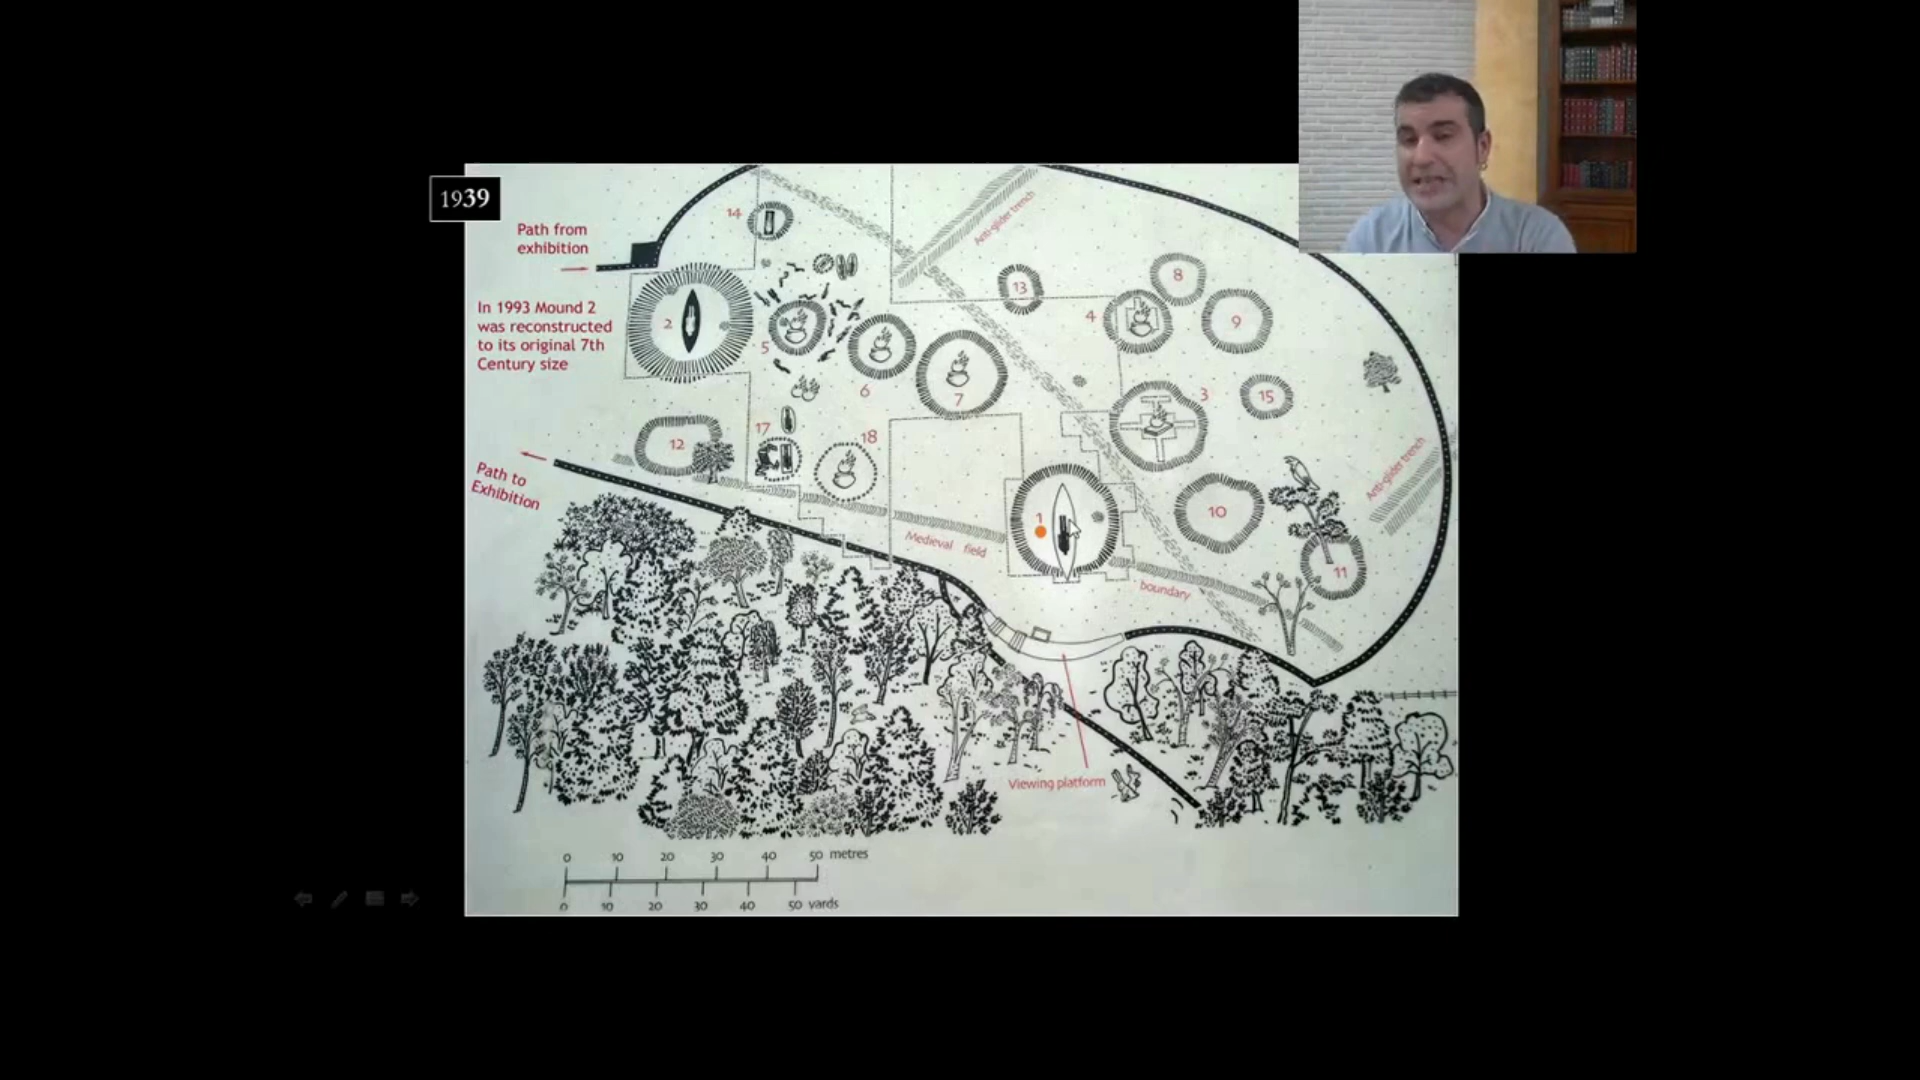 1939
Path from
exhibition
In 1993 Mound 2
was reconstructed
to its original 7th
Century size
Path to
Exhibition
14
Anti-glider trench
2
5
6
7
13
4
8
9
3
15
12
17
18
1
10
11
Anti-glider trench
Medieval field
boundary
Viewing platform
0 10 20 30 40 50 metres
0 10 20 30 40 50 yards